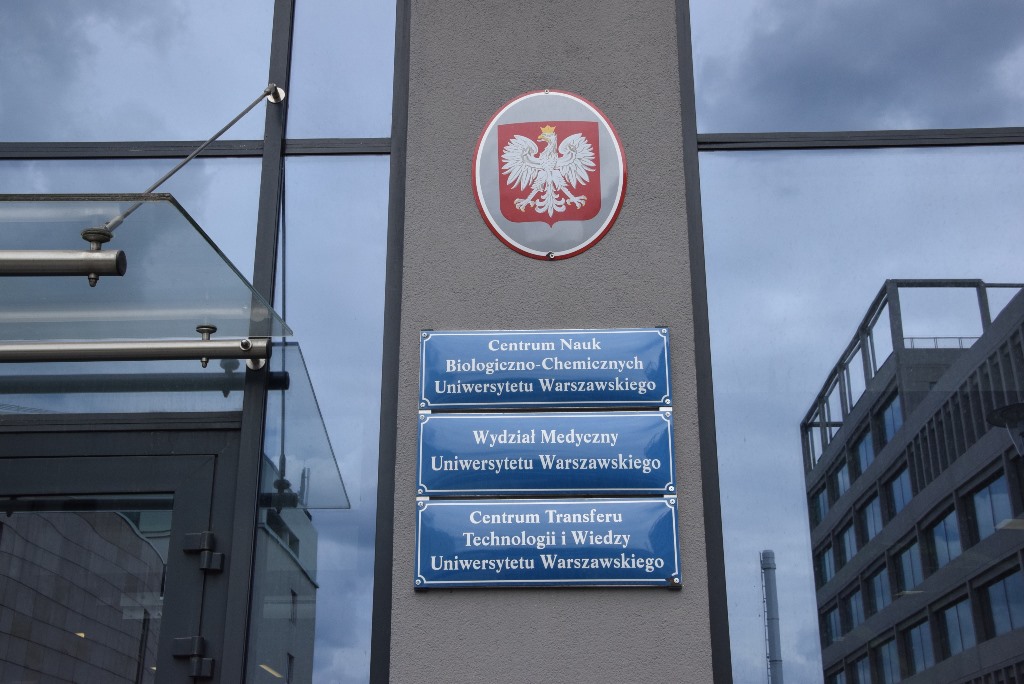 Centrum Nauk
Biologiczno-Chemicznych
Uniwersytetu Warszawskiego
Wydział Medyczny
Uniwersytetu Warszawskiego
Centrum Transferu
Technologii i Wiedzy
Uniwersytetu Warszawskiego